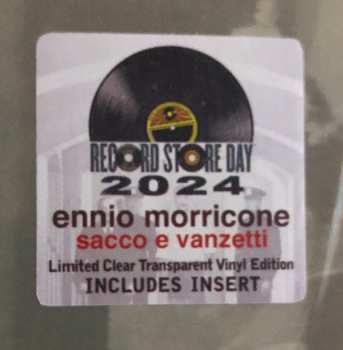 RECORD STORE DAY
2024
ennio morricone
sacco e vanzetti
Limited Clear Transparent Vinyl Edition
INCLUDES INSERT